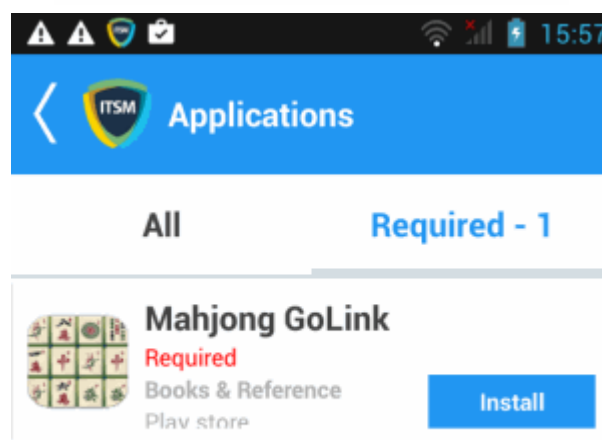 15:57
ITSM
Applications
All
Required - 1
Mahjong GoLink
Required
Books & Reference
Install
Play store